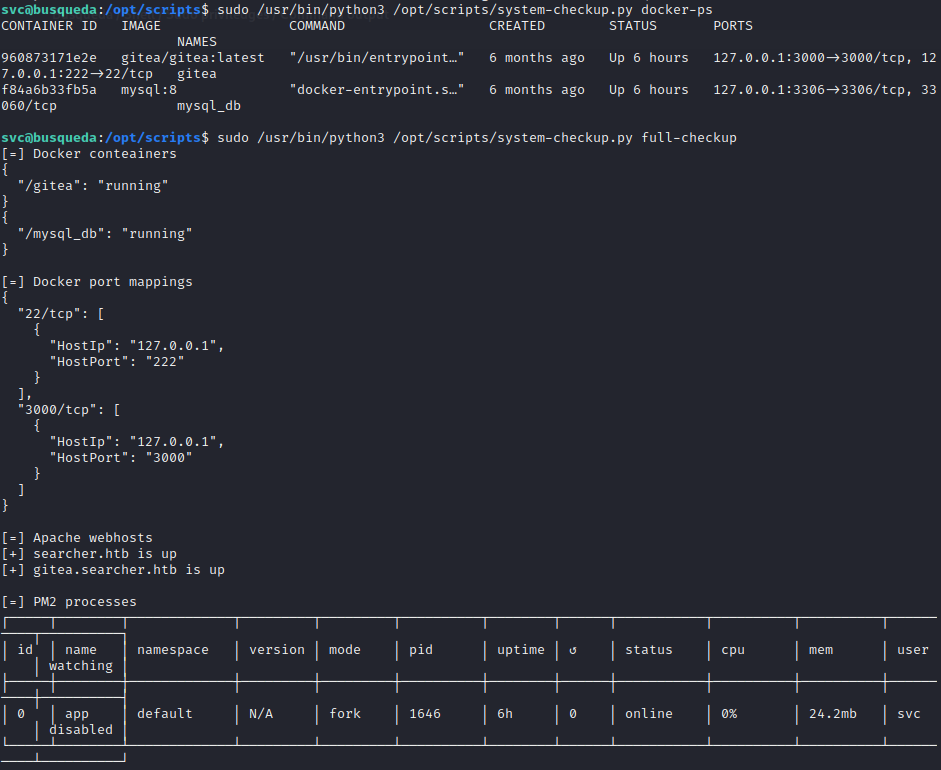 svc@busqueda:/opt/scripts$ sudo /usr/bin/python3 /opt/scripts/system-checkup.py docker-ps
CONTAINER ID   IMAGE                COMMAND                  CREATED        STATUS       PORTS
                      NAMES
960873171e2e   gitea/gitea:latest   "/usr/bin/entrypoint…"   6 months ago   Up 6 hours   127.0.0.1:3000->3000/tcp, 12
7.0.0.1:222->22/tcp   gitea
f84a6b33fb5a   mysql:8              "docker-entrypoint.s…"   6 months ago   Up 6 hours   127.0.0.1:3306->3306/tcp, 33
060/tcp               mysql_db
svc@busqueda:/opt/scripts$ sudo /usr/bin/python3 /opt/scripts/system-checkup.py full-checkup
[=] Docker conteainers
{
  "/gitea": "running"
}
{
  "/mysql_db": "running"
}
[=] Docker port mappings
{
  "22/tcp": [
    {
      "HostIp": "127.0.0.1",
      "HostPort": "222"
    }
  ],
  "3000/tcp": [
    {
      "HostIp": "127.0.0.1",
      "HostPort": "3000"
    }
  ]
}
[=] Apache webhosts
[+] searcher.htb is up
[+] gitea.searcher.htb is up
[=] PM2 processes
│ id │ name │ namespace │ version │ mode │ pid │ uptime │ ↺ │ status │ cpu │ mem │ user
│ watching │
│ 0 │ app │ default │ N/A │ fork │ 1646 │ 6h │ 0 │ online │ 0% │ 24.2mb │ svc
│ disabled │